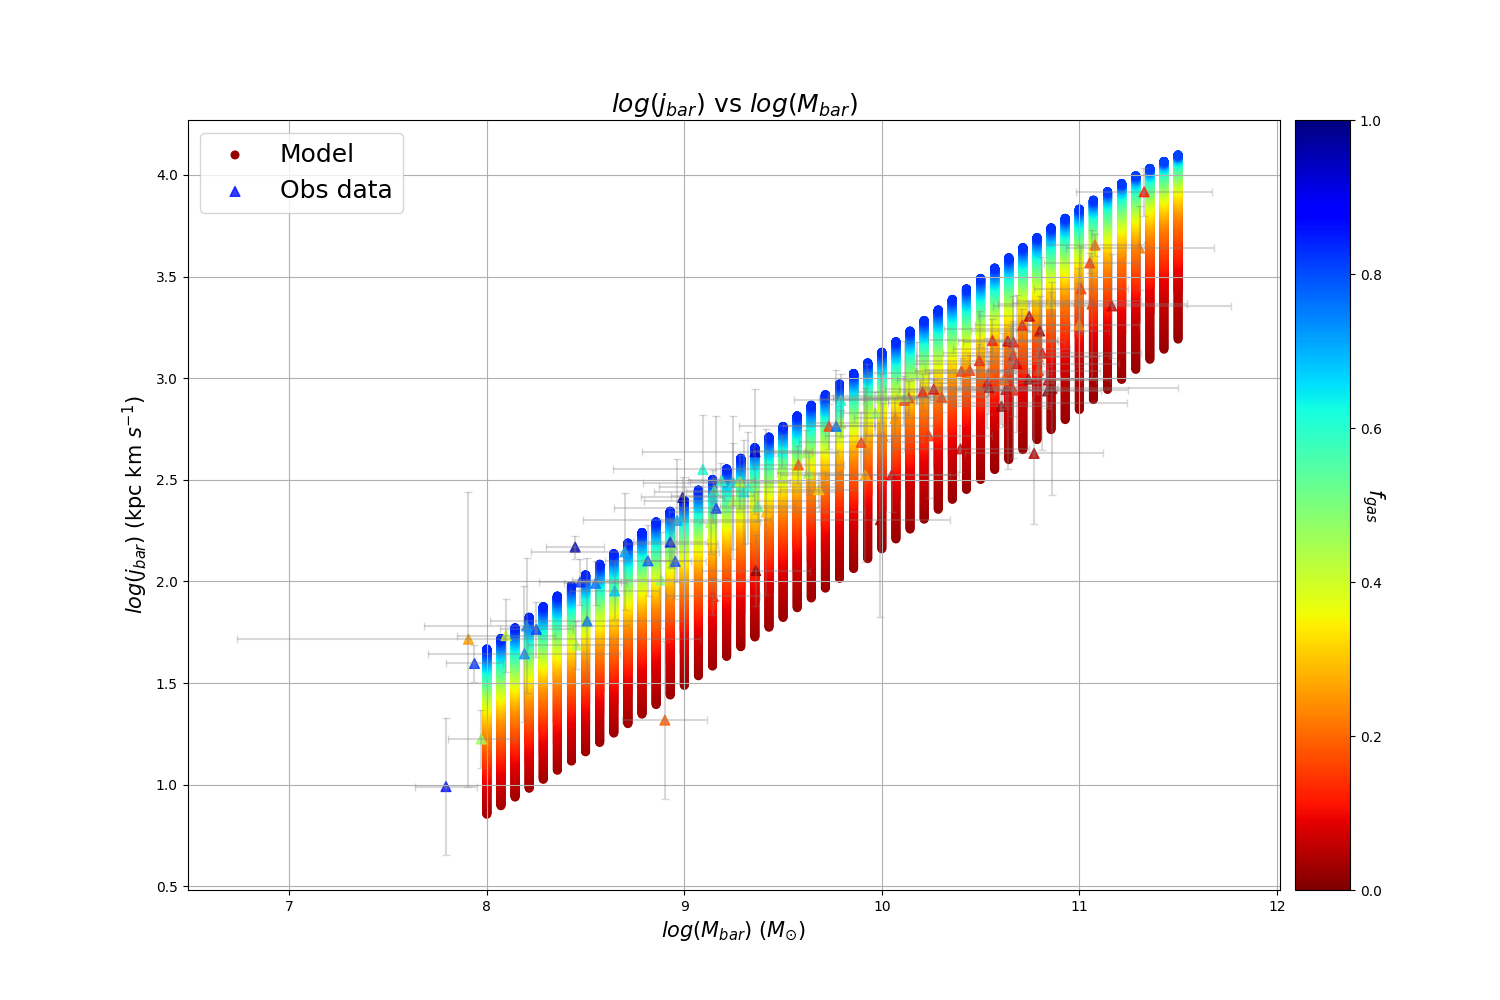 log(j_bar) vs log(M_bar)
Model
Obs data
4.0
3.5
3.0
2.5
2.0
1.5
1.0
0.5
log(j_bar) (kpc km s⁻¹)
7 8 9 10 11 12
log(M_bar) (M_⊙)
1.0
0.8
0.6
0.4
0.2
0.0
f_gas